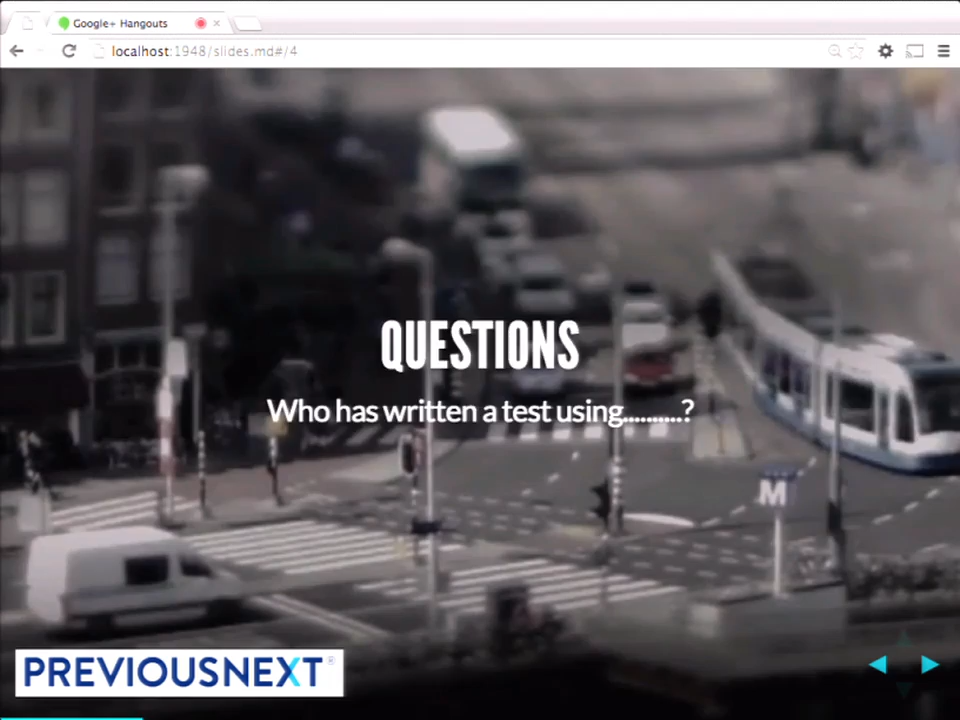 Google+ Hangouts
localhost:1948/slides.md#/4
QUESTIONS
Who has written a test using..........?
M
PREVIOUSNEXT®